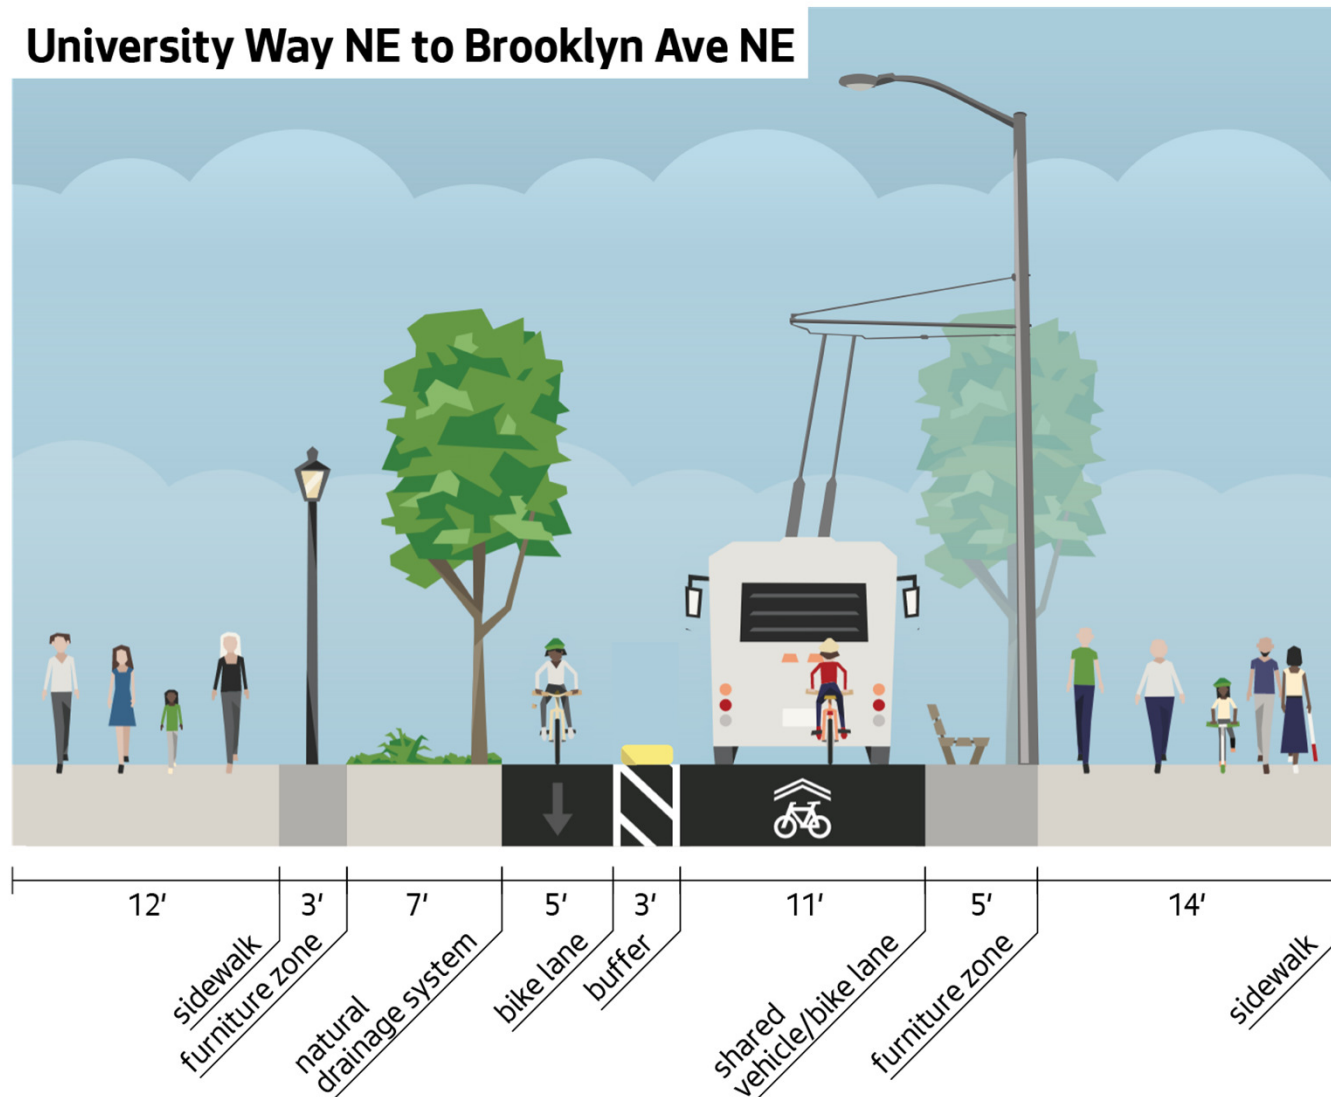 University Way NE to Brooklyn Ave NE
12′
3′
7′
5′
3′
11′
5′
14′
sidewalk
furniture zone
natural
drainage system
bike lane
buffer
shared
vehicle/bike lane
furniture zone
sidewalk